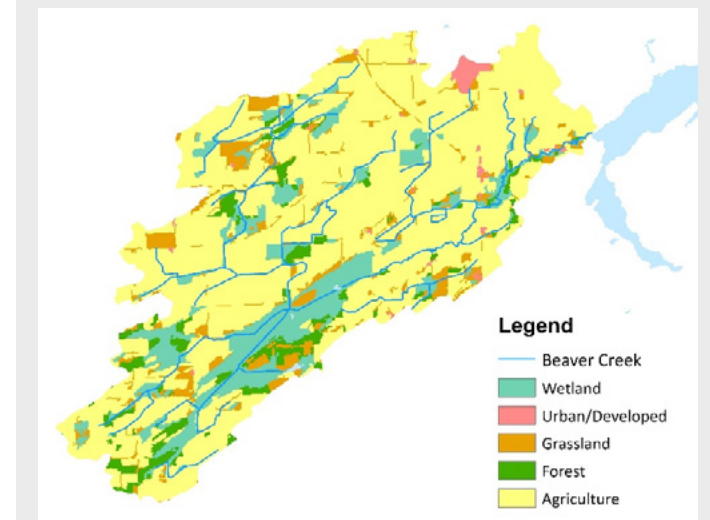 Legend
Beaver Creek
Wetland
Urban/Developed
Grassland
Forest
Agriculture